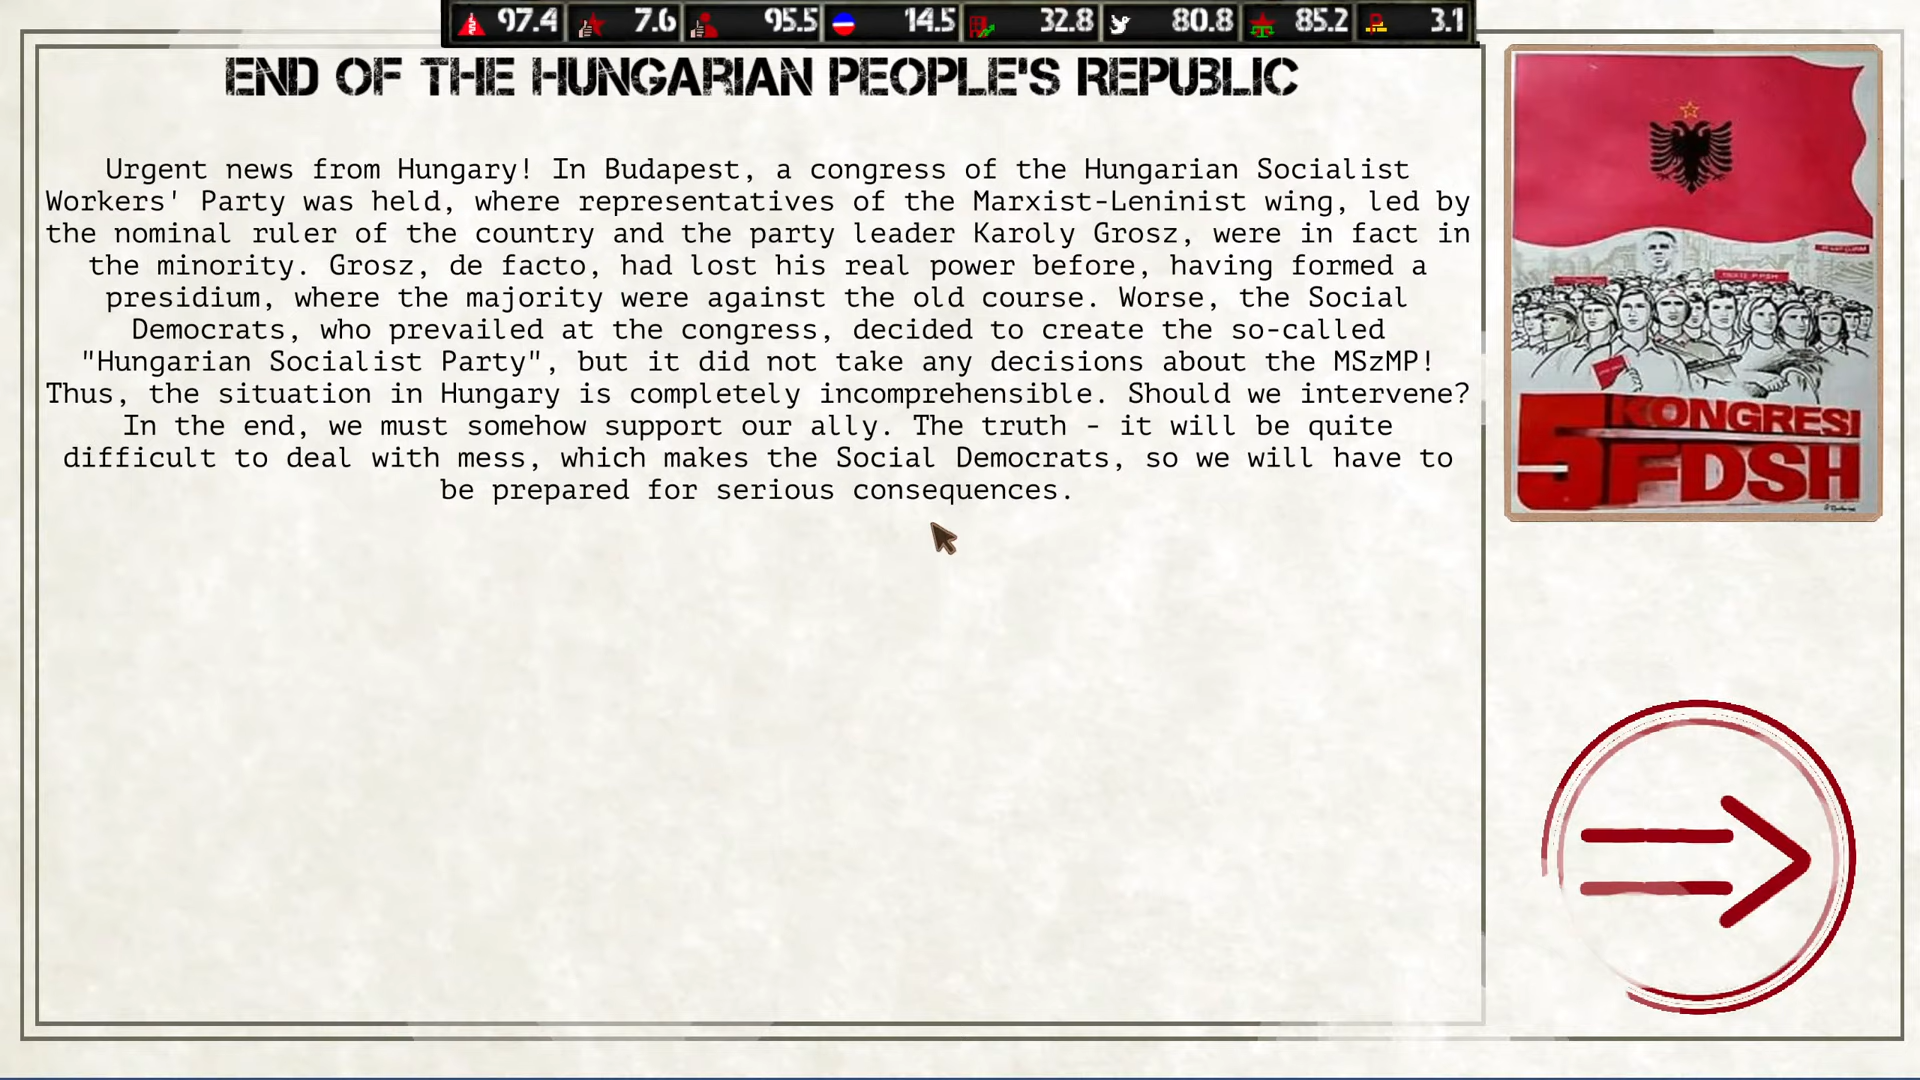 97.4 7.6 95.5 14.5 32.8 80.8 85.2 3.1
END OF THE HUNGARIAN PEOPLE'S REPUBLIC
Urgent news from Hungary! In Budapest, a congress of the Hungarian Socialist
Workers' Party was held, where representatives of the Marxist-Leninist wing, led by
the nominal ruler of the country and the party leader Karoly Grosz, were in fact in
the minority. Grosz, de facto, had lost his real power before, having formed a
presidium, where the majority were against the old course. Worse, the Social
Democrats, who prevailed at the congress, decided to create the so-called
"Hungarian Socialist Party", but it did not take any decisions about the MSzMP!
Thus, the situation in Hungary is completely incomprehensible. Should we intervene?
In the end, we must somehow support our ally. The truth - it will be quite
difficult to deal with mess, which makes the Social Democrats, so we will have to
be prepared for serious consequences.
5 KONGRESI
FDSH